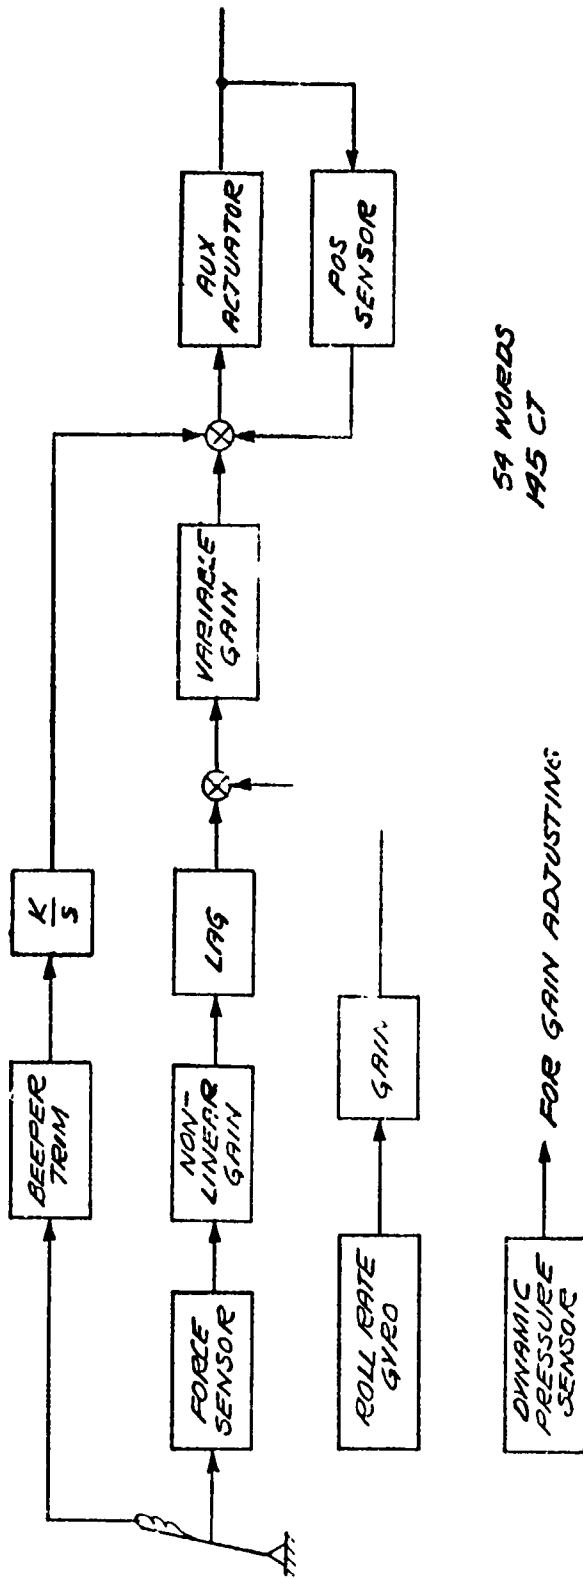 BEEPER
TRIM
K
S
FORCE
SENSOR
NON-
LINEAR
GAIN
LAG
VARIABLE
GAIN
AUX
ACTUATOR
POS
SENSOR
ROLL RATE
GYRO
GAIN
DYNAMIC
PRESSURE
SENSOR
FOR GAIN ADJUSTING
54 WORDS
145 CT